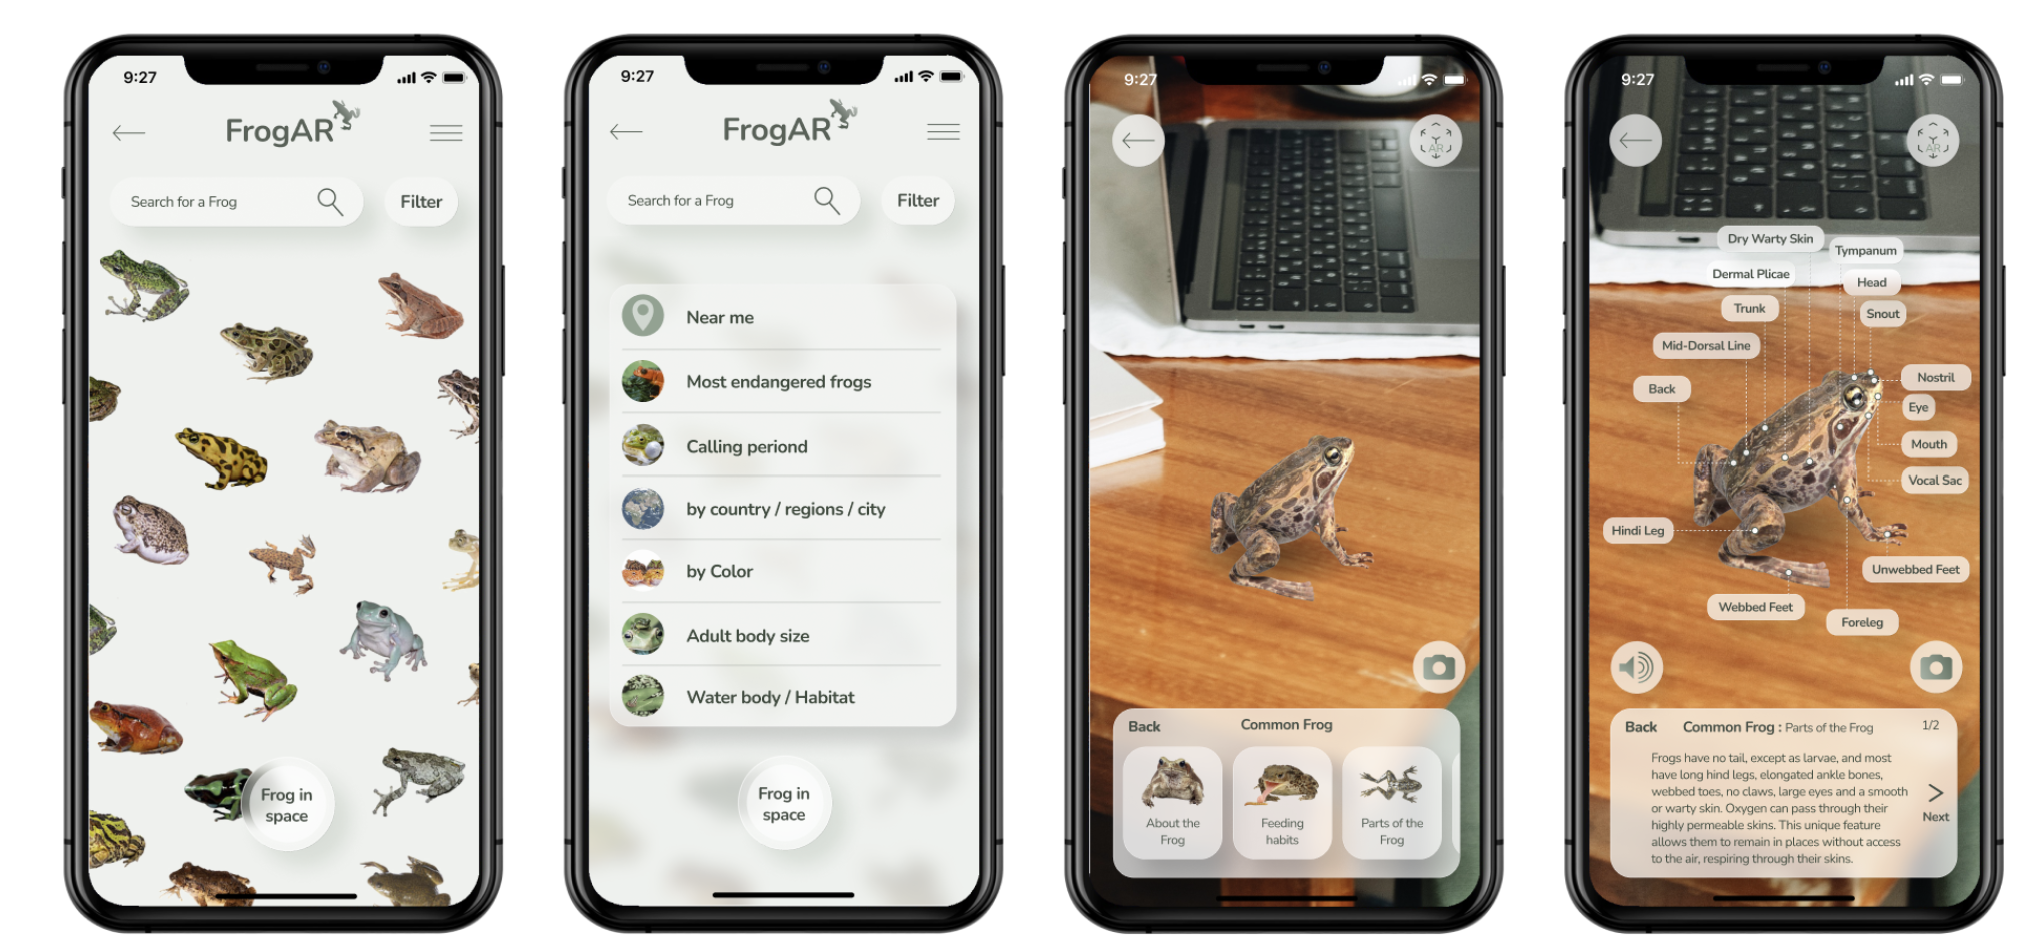 9:27
FrogAR
Search for a Frog
Filter
Frog in
space
9:27
FrogAR
Search for a Frog
Filter
Near me
Most endangered frogs
Calling periond
by country / regions / city
by Color
Adult body size
Water body / Habitat
Frog in
space
9:27
AR
Back
Common Frog
About the
Frog
Feeding
habits
Parts of the
Frog
9:27
AR
Dry Warty Skin
Tympanum
Dermal Plicae
Head
Trunk
Snout
Mid-Dorsal Line
Nostril
Back
Eye
Mouth
Vocal Sac
Hindi Leg
Unwebbed Feet
Webbed Feet
Foreleg
Back
Common Frog : Parts of the Frog
1/2
Frogs have no tail, except as larvae, and most
have long hind legs, elongated ankle bones,
webbed toes, no claws, large eyes and a smooth
or warty skin. Oxygen can pass through their
highly permeable skins. This unique feature
allows them to remain in places without access
to the air, respiring through their skins.
Next